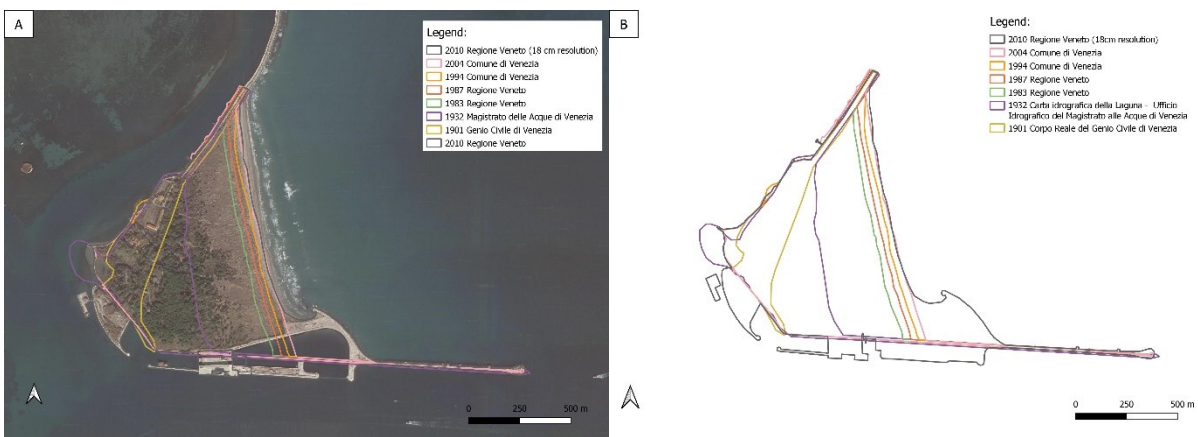 A
Legend:
2010 Regione Veneto (18 cm resolution)
2004 Comune di Venezia
1994 Comune di Venezia
1987 Regione Veneto
1983 Regione Veneto
1932 Magistrato delle Acque di Venezia
1901 Genio Civile di Venezia
2010 Regione Veneto
0 250 500 m
B
Legend:
2010 Regione Veneto (18cm resolution)
2004 Comune di Venezia
1994 Comune di Venezia
1987 Regione Veneto
1983 Regione Veneto
1932 Carta idrografica della Laguna - Ufficio
Idrografico del Magistrato alle Acque di Venezia
1901 Corpo Reale del Genio Civile di Venezia
0 250 500 m